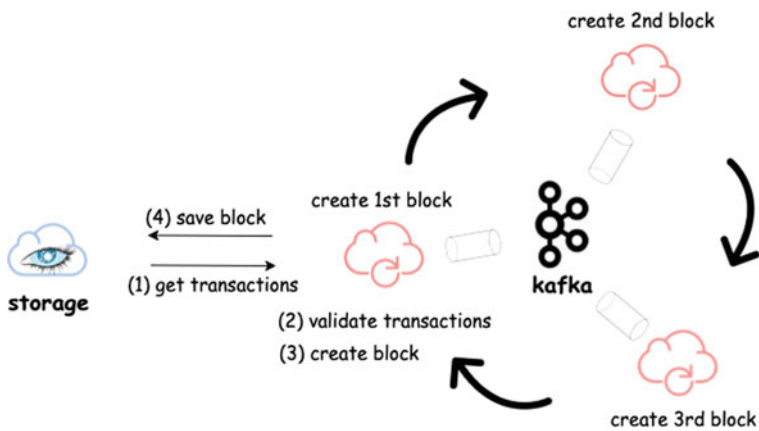 create 2nd block
create 1st block
(4) save block
(1) get transactions
storage
kafka
(2) validate transactions
(3) create block
create 3rd block